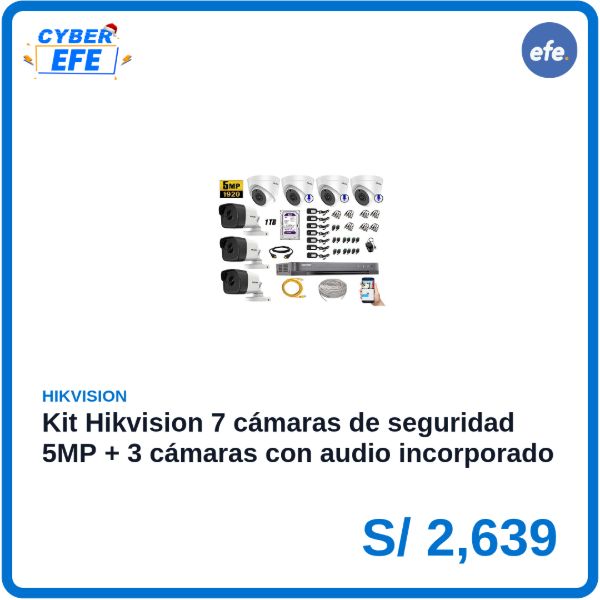 CYBER
EFE
efe.
5MP
1920
1TB
HIKVISION
Kit Hikvision 7 cámaras de seguridad
5MP + 3 cámaras con audio incorporado
S/ 2,639